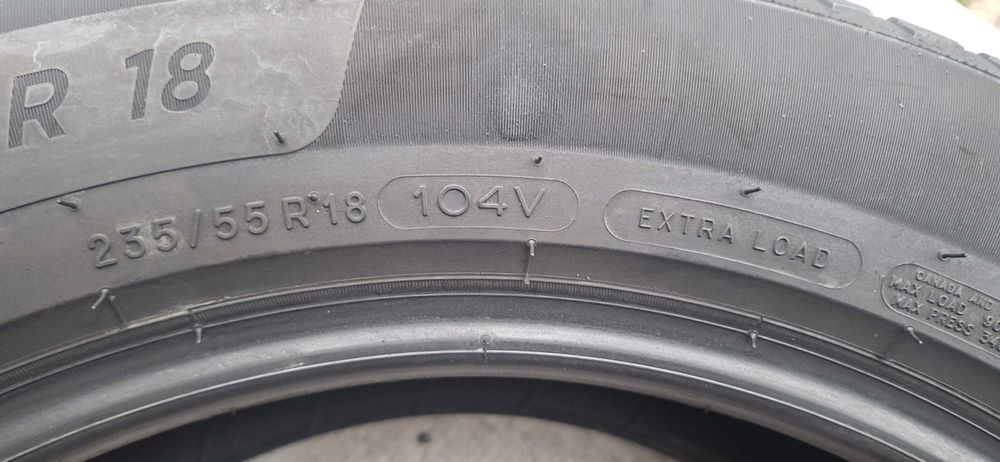 R 18
235/55 R 18 104V EXTRA LOAD
CANADA AND
MAX LOAD
MAX PRESS